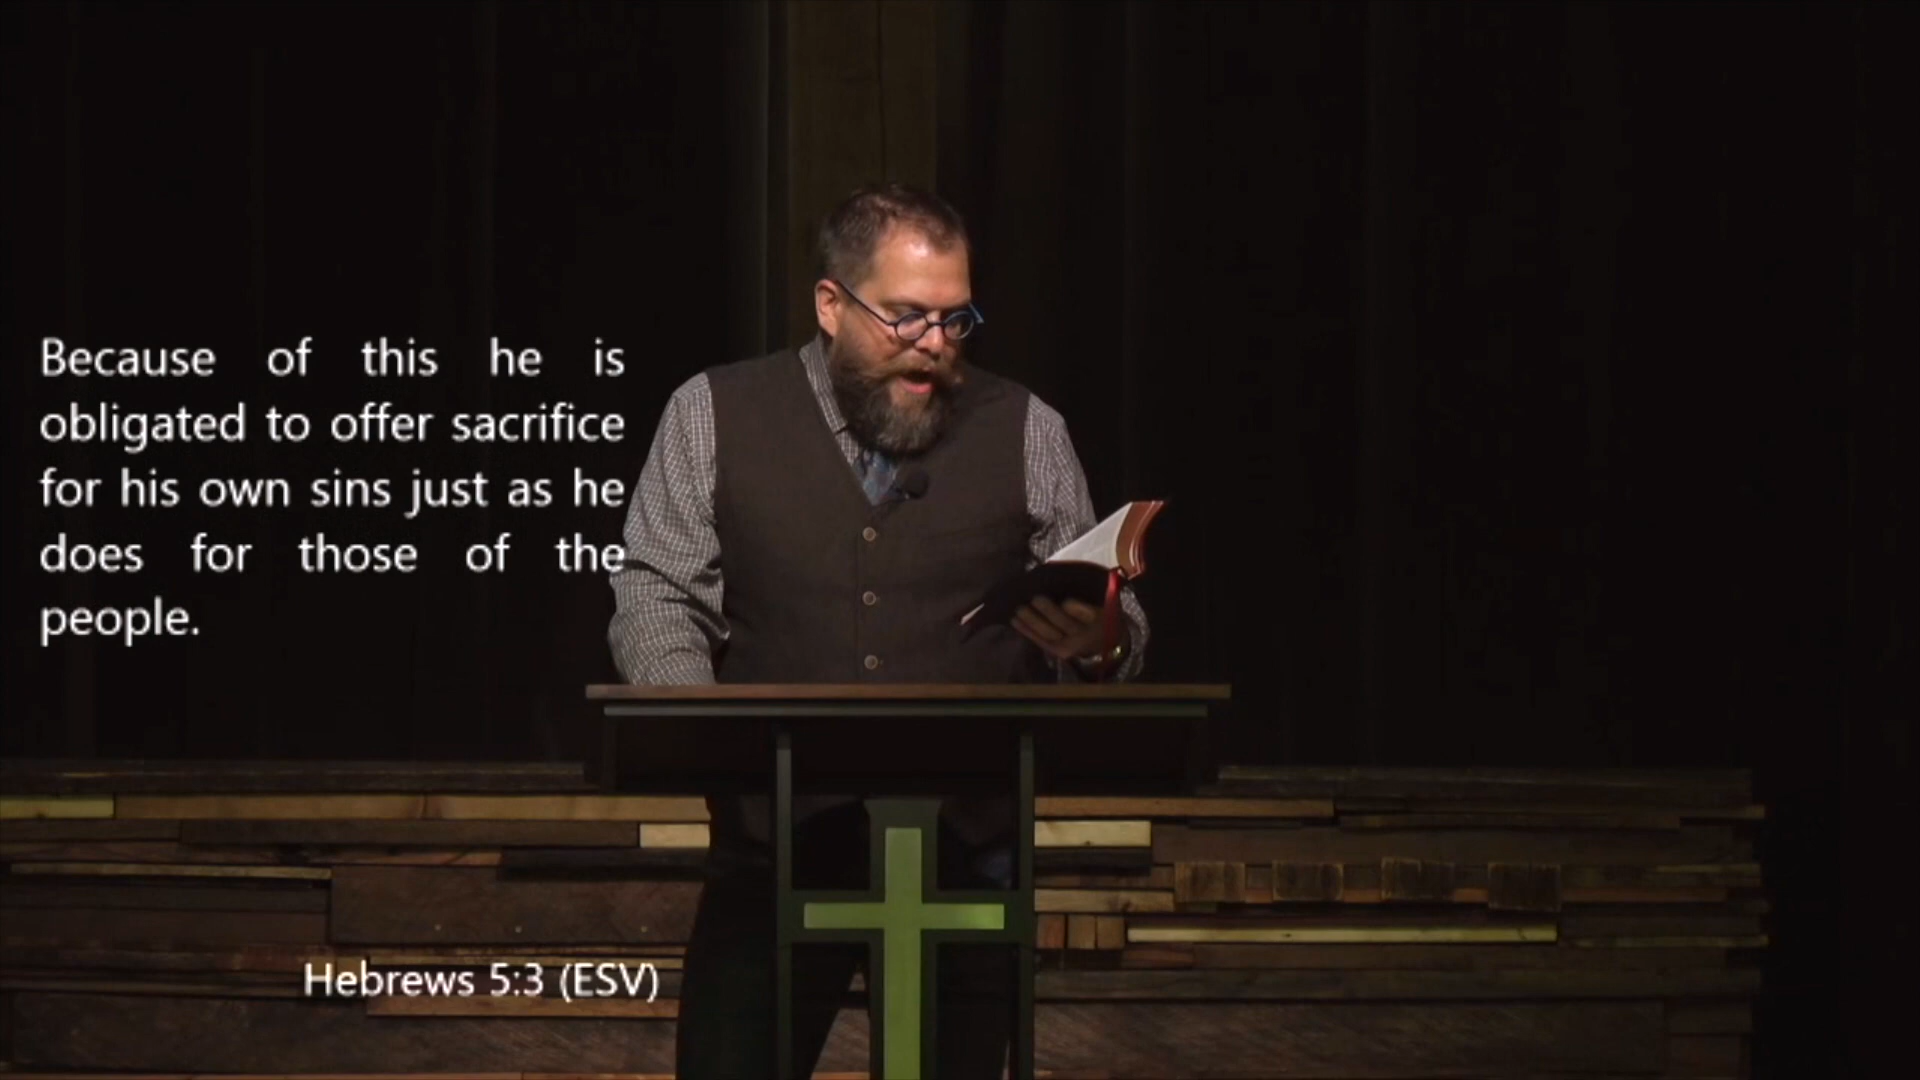 Because of this he is
obligated to offer sacrifice
for his own sins just as he
does for those of the
people.
Hebrews 5:3 (ESV)